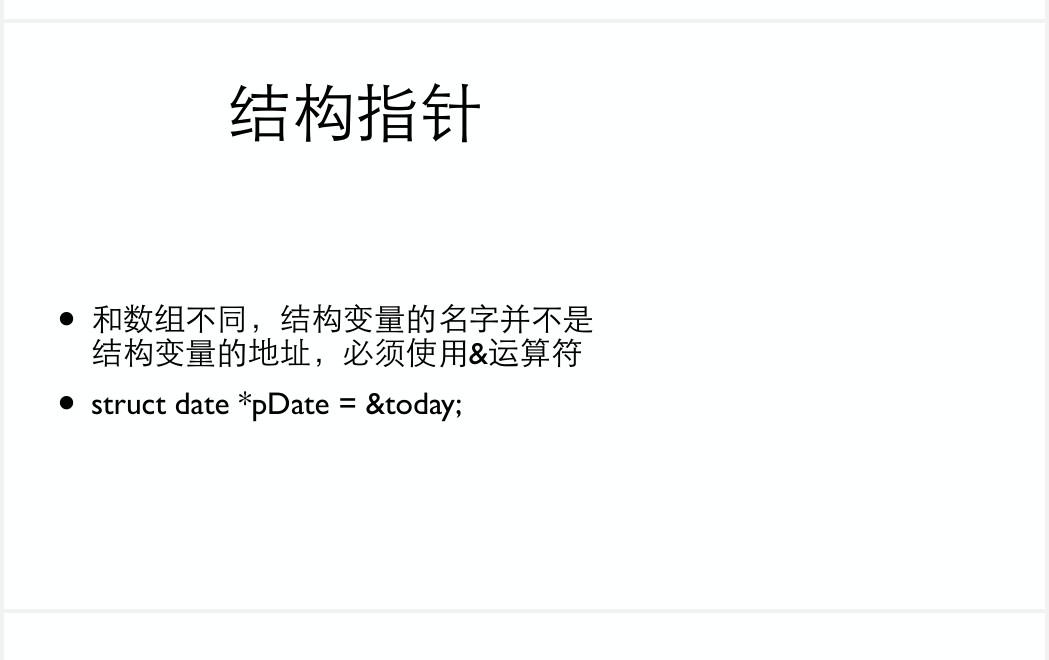 结构指针
• 和数组不同，结构变量的名字并不是
结构变量的地址，必须使用&运算符
• struct date *pDate = &today;